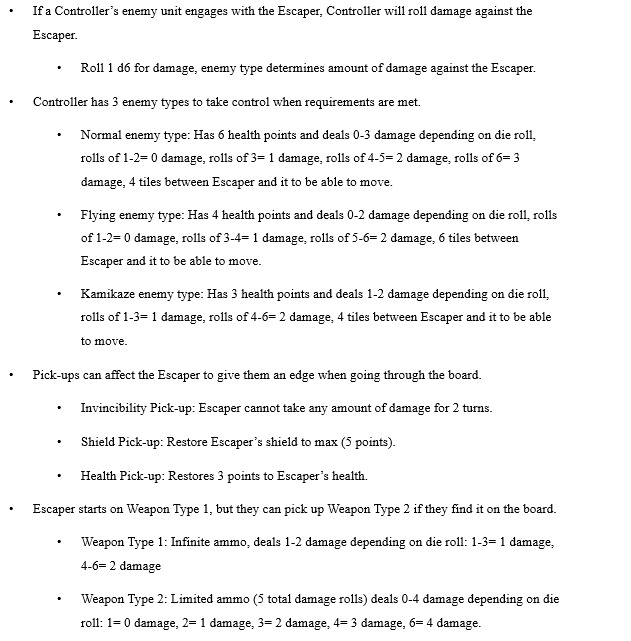 • If a Controller’s enemy unit engages with the Escaper, Controller will roll damage against the
Escaper.
• Roll 1 d6 for damage, enemy type determines amount of damage against the Escaper.
• Controller has 3 enemy types to take control when requirements are met.
• Normal enemy type: Has 6 health points and deals 0-3 damage depending on die roll,
rolls of 1-2= 0 damage, rolls of 3= 1 damage, rolls of 4-5= 2 damage, rolls of 6= 3
damage, 4 tiles between Escaper and it to be able to move.
• Flying enemy type: Has 4 health points and deals 0-2 damage depending on die roll, rolls
of 1-2= 0 damage, rolls of 3-4= 1 damage, rolls of 5-6= 2 damage, 6 tiles between
Escaper and it to be able to move.
• Kamikaze enemy type: Has 3 health points and deals 1-2 damage depending on die roll,
rolls of 1-3= 1 damage, rolls of 4-6= 2 damage, 4 tiles between Escaper and it to be able
to move.
• Pick-ups can affect the Escaper to give them an edge when going through the board.
• Invincibility Pick-up: Escaper cannot take any amount of damage for 2 turns.
• Shield Pick-up: Restore Escaper’s shield to max (5 points).
• Health Pick-up: Restores 3 points to Escaper’s health.
• Escaper starts on Weapon Type 1, but they can pick up Weapon Type 2 if they find it on the board.
• Weapon Type 1: Infinite ammo, deals 1-2 damage depending on die roll: 1-3= 1 damage,
4-6= 2 damage
• Weapon Type 2: Limited ammo (5 total damage rolls) deals 0-4 damage depending on die
roll: 1= 0 damage, 2= 1 damage, 3= 2 damage, 4= 3 damage, 6= 4 damage.